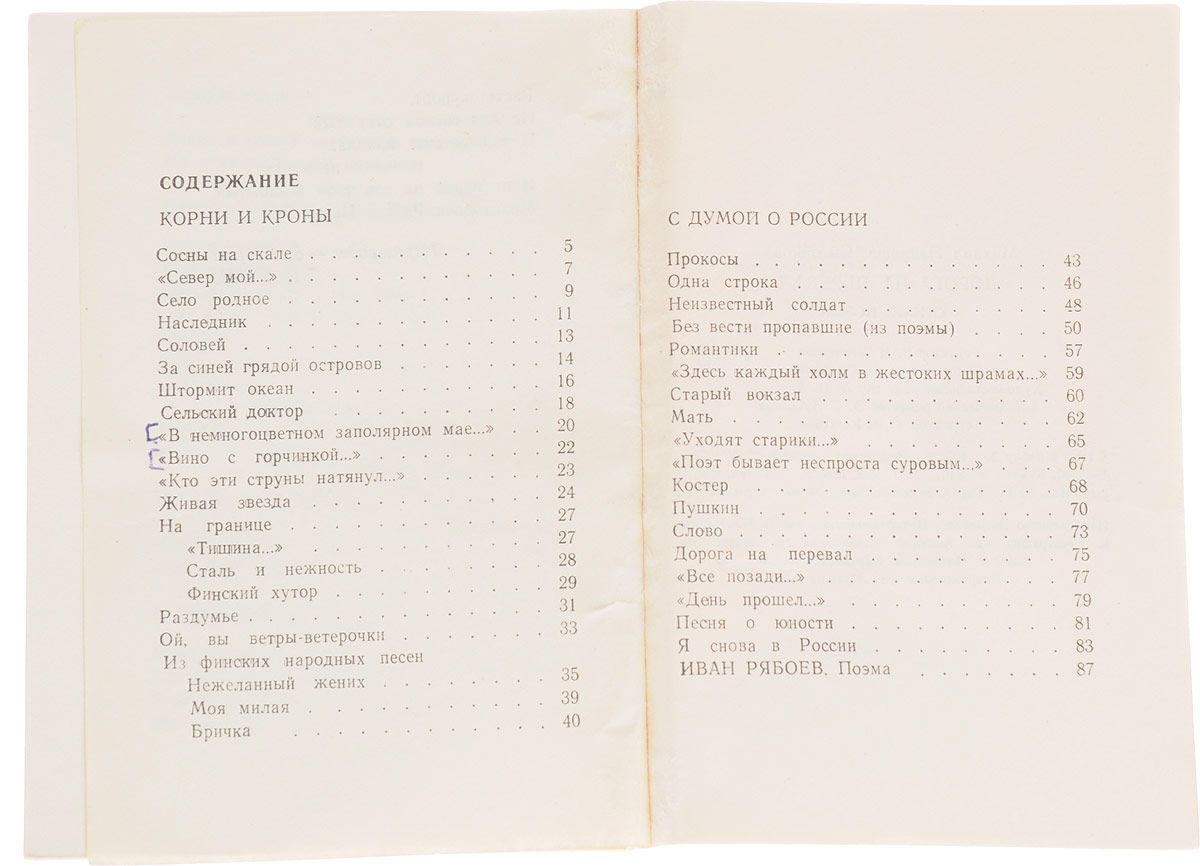 СОДЕРЖАНИЕ
КОРНИ И КРОНЫ
Сосны на скале . . . . . . . . . . . 5
«Север мой...» . . . . . . . . . . . . 7
Село родное . . . . . . . . . . . . 9
Наследник . . . . . . . . . . . . . 11
Соловей . . . . . . . . . . . . . . 13
За синей грядой островов . . . . . . . 14
Штормит океан . . . . . . . . . . . 16
Сельский доктор . . . . . . . . . . 18
«В немногоцветном заполярном мае...» . . 20
«Вино с горчинкой...» . . . . . . . . 22
«Кто эти струны натянул...» . . . . . . 23
Живая звезда . . . . . . . . . . . 24
На границе . . . . . . . . . . . . 27
«Тишина...» . . . . . . . . . . . 27
Сталь и нежность . . . . . . . . 28
Финский хутор . . . . . . . . . . 29
Раздумье . . . . . . . . . . . . . . 31
Ой, вы ветры-ветерочки . . . . . . . 33
Из финских народных песен
Нежеланный жених . . . . . . . . 35
Моя милая . . . . . . . . . . . 39
Бричка . . . . . . . . . . . . 40
С ДУМОЙ О РОССИИ
Прокосы . . . . . . . . . . . . . 43
Одна строка . . . . . . . . . . . . 46
Неизвестный солдат . . . . . . . . . 48
Без вести пропавшие (из поэмы) . . . . 50
Романтики . . . . . . . . . . . . . 57
«Здесь каждый холм в жестоких шрамах...» 59
Старый вокзал . . . . . . . . . . . 60
Мать . . . . . . . . . . . . . . 62
«Уходят старики...» . . . . . . . . . 65
«Поэт бывает неспроста суровым...» . . . 67
Костер . . . . . . . . . . . . . 68
Пушкин . . . . . . . . . . . . . 70
Слово . . . . . . . . . . . . . . 73
Дорога на перевал . . . . . . . . . 75
«Все позади...» . . . . . . . . . . . 77
«День прошел...» . . . . . . . . . . 79
Песня о юности . . . . . . . . . . 81
Я снова в России . . . . . . . . . 83
ИВАН РЯБОЕВ. Поэма . . . . . . . 87